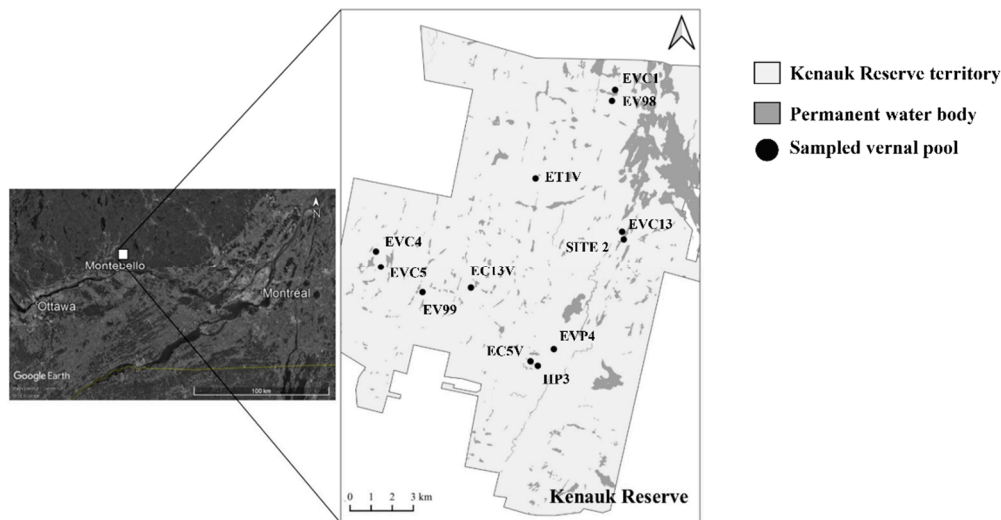 EVC1
EV98
Kenauk Reserve territory
Permanent water body
Sampled vernal pool
ET1V
EVC13
SITE 2
EVC4
EVC5
EC13V
EV99
EVP4
EC5V
HP3
N
Montebello
Ottawa
Montréal
Google Earth
100 km
0 1 2 3 km
Kenauk Reserve